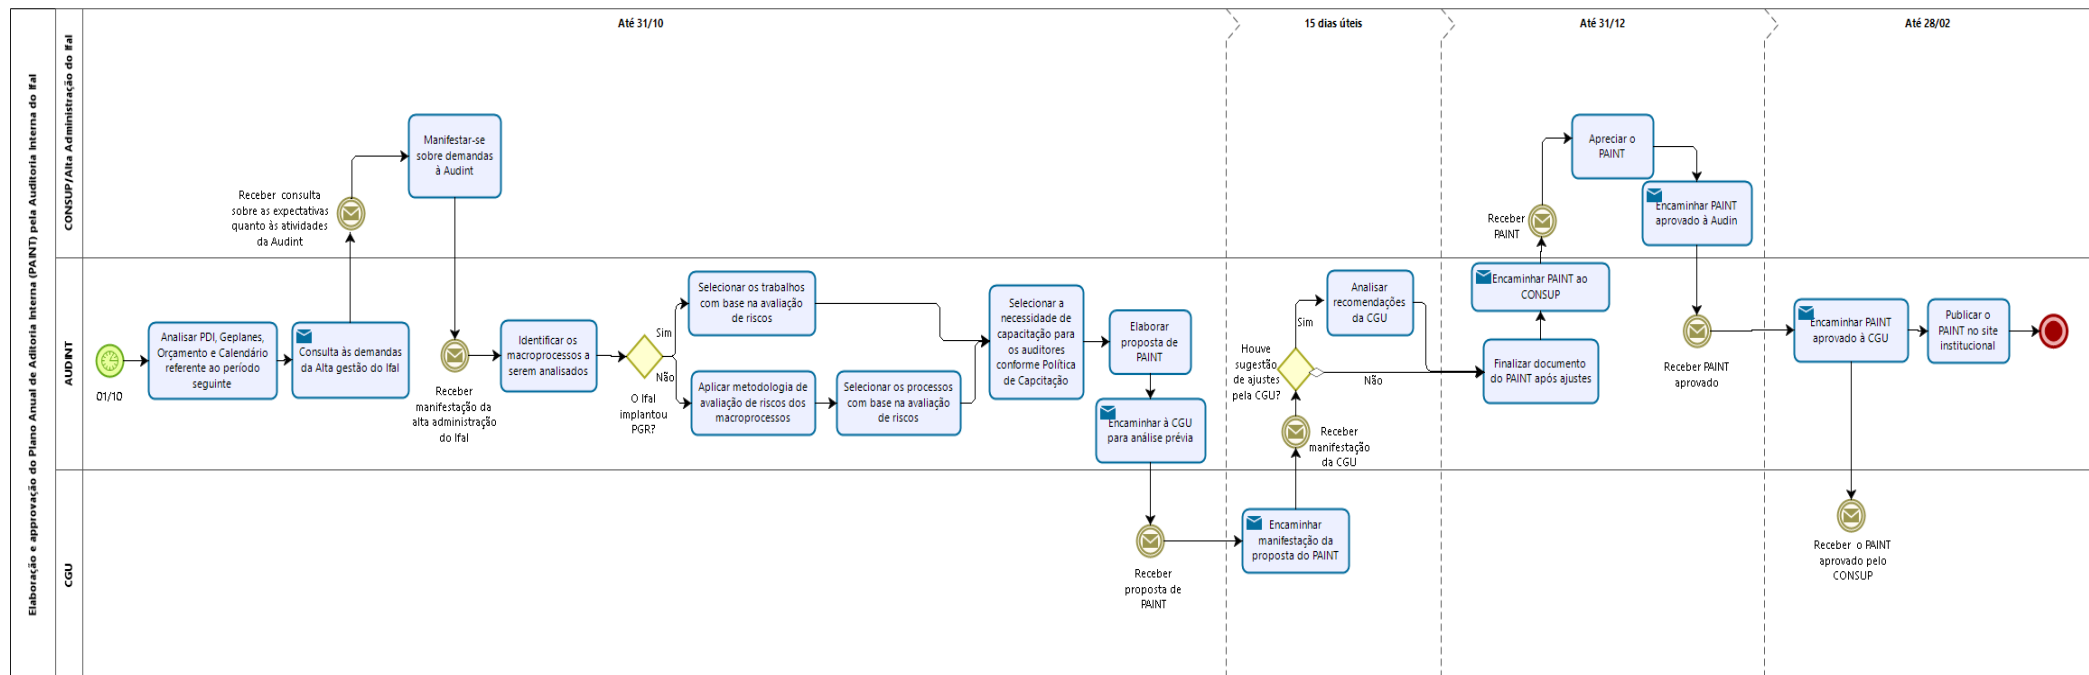 Elaboração e approvação do Plano Anual de Aditoria Interna (PAINT) pela Auditoria Interna do Ifal
Até 31/10
15 dias úteis
Até 31/12
Até 28/02
CONSUP/Alta Administração do Ifal
Manifestar-se
sobre demandas
à Audint
Receber consulta
sobre as expectativas
quanto às atividades
da Audint
Apreciar o
PAINT
Encaminhar PAINT
aprovado à Audin
Receber
PAINT
AUDINT
01/10
Analisar PDI, Geplanes,
Orçamento e Calendário
referente ao período
seguinte
Consulta às demandas
da Alta gestão do Ifal
Receber
manifestação da
alta administração
do Ifal
Identificar os
macroprocessos a
serem analisados
O Ifal
implantou
PGR?
Sim
Não
Selecionar os trabalhos
com base na avaliação
de riscos
Aplicar metodologia de
avaliação de riscos dos
macroprocessos
Selecionar os processos
com base na avaliação
de riscos
Selecionar a
necessidade de
capacitação para
os auditores
conforme Política
de Capcitação
Elaborar
proposta de
PAINT
Encaminhar à CGU
para análise prévia
Houve
sugestão
de ajustes
pela CGU?
Sim
Não
Analisar
recomendações
da CGU
Receber
manifestação
da CGU
Encaminhar PAINT ao
CONSUP
Finalizar documento
do PAINT após ajustes
Receber PAINT
aprovado
Encaminhar PAINT
aprovado à CGU
Publicar o
PAINT no site
institucional
CGU
Receber
proposta de
PAINT
Encaminhar
manifestação da
proposta do PAINT
Receber o PAINT
aprovado pelo
CONSUP